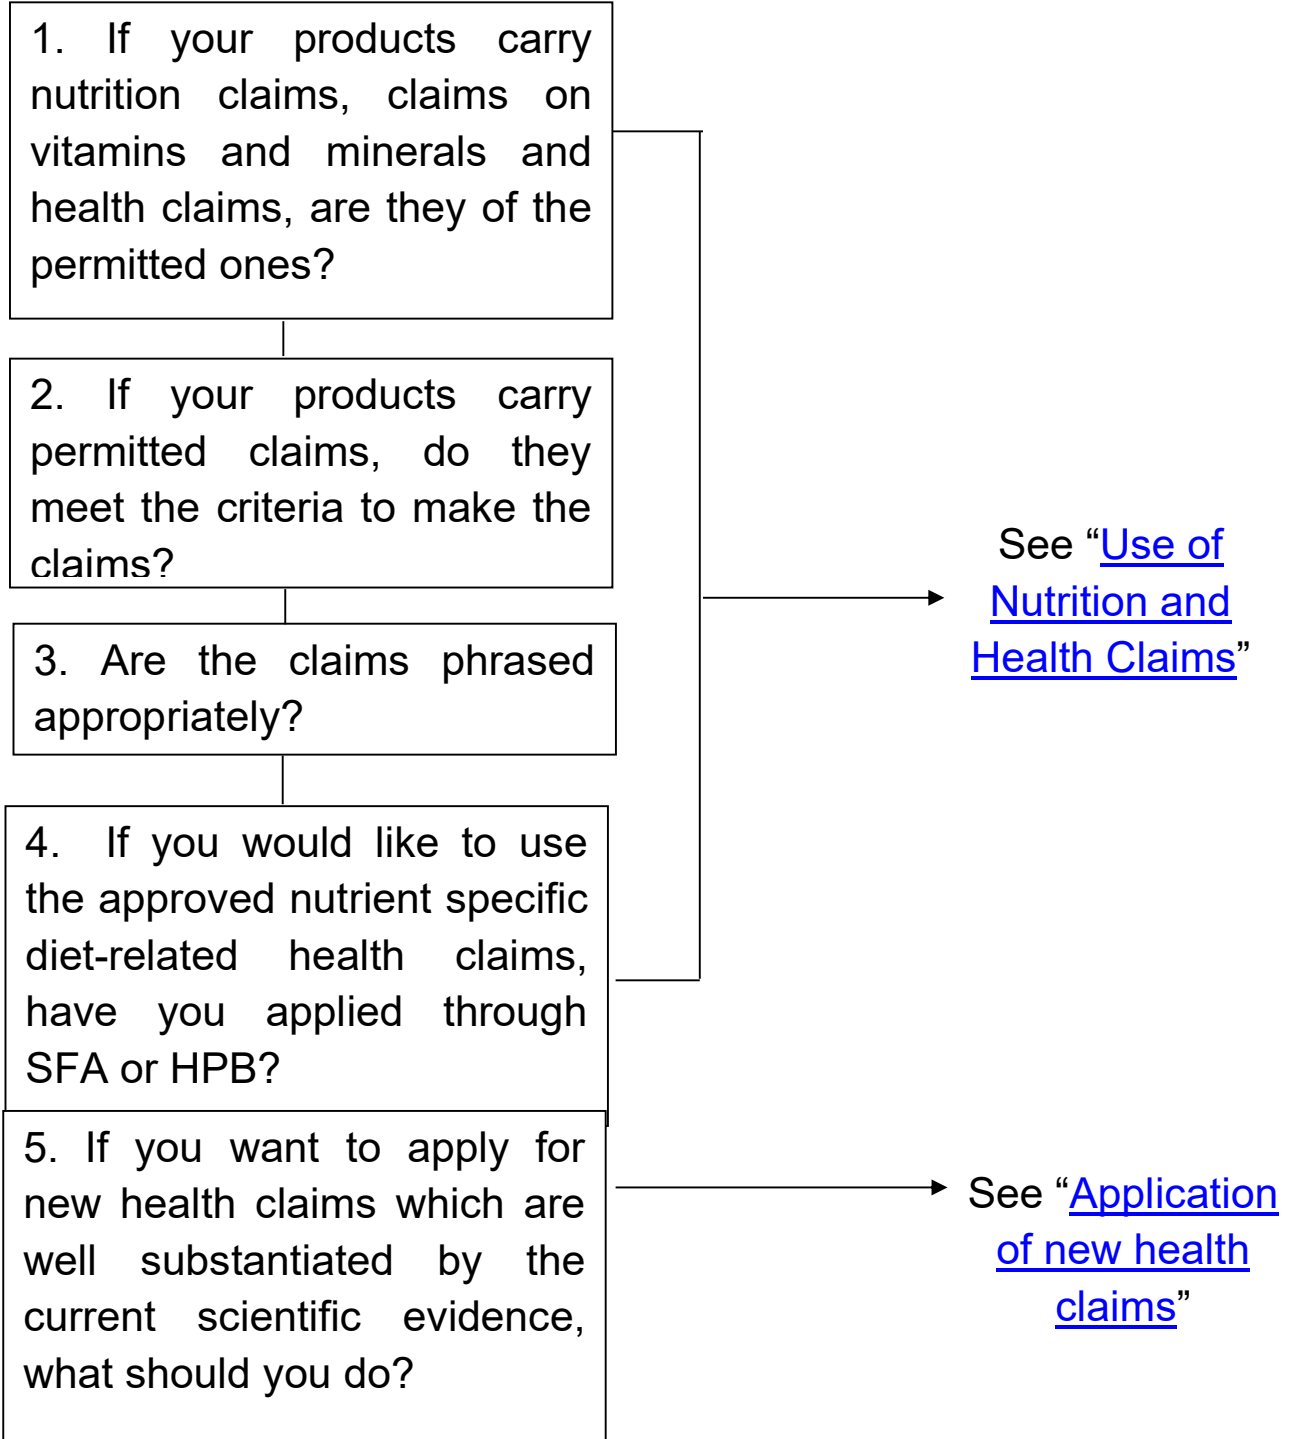 1. If your products carry
nutrition claims, claims on
vitamins and minerals and
health claims, are they of the
permitted ones?
2. If your products carry
permitted claims, do they
meet the criteria to make the
claims?
3. Are the claims phrased
appropriately?
4. If you would like to use
the approved nutrient specific
diet-related health claims,
have you applied through
SFA or HPB?
5. If you want to apply for
new health claims which are
well substantiated by the
current scientific evidence,
what should you do?
See “Use of
Nutrition and
Health Claims”
See “Application
of new health
claims”